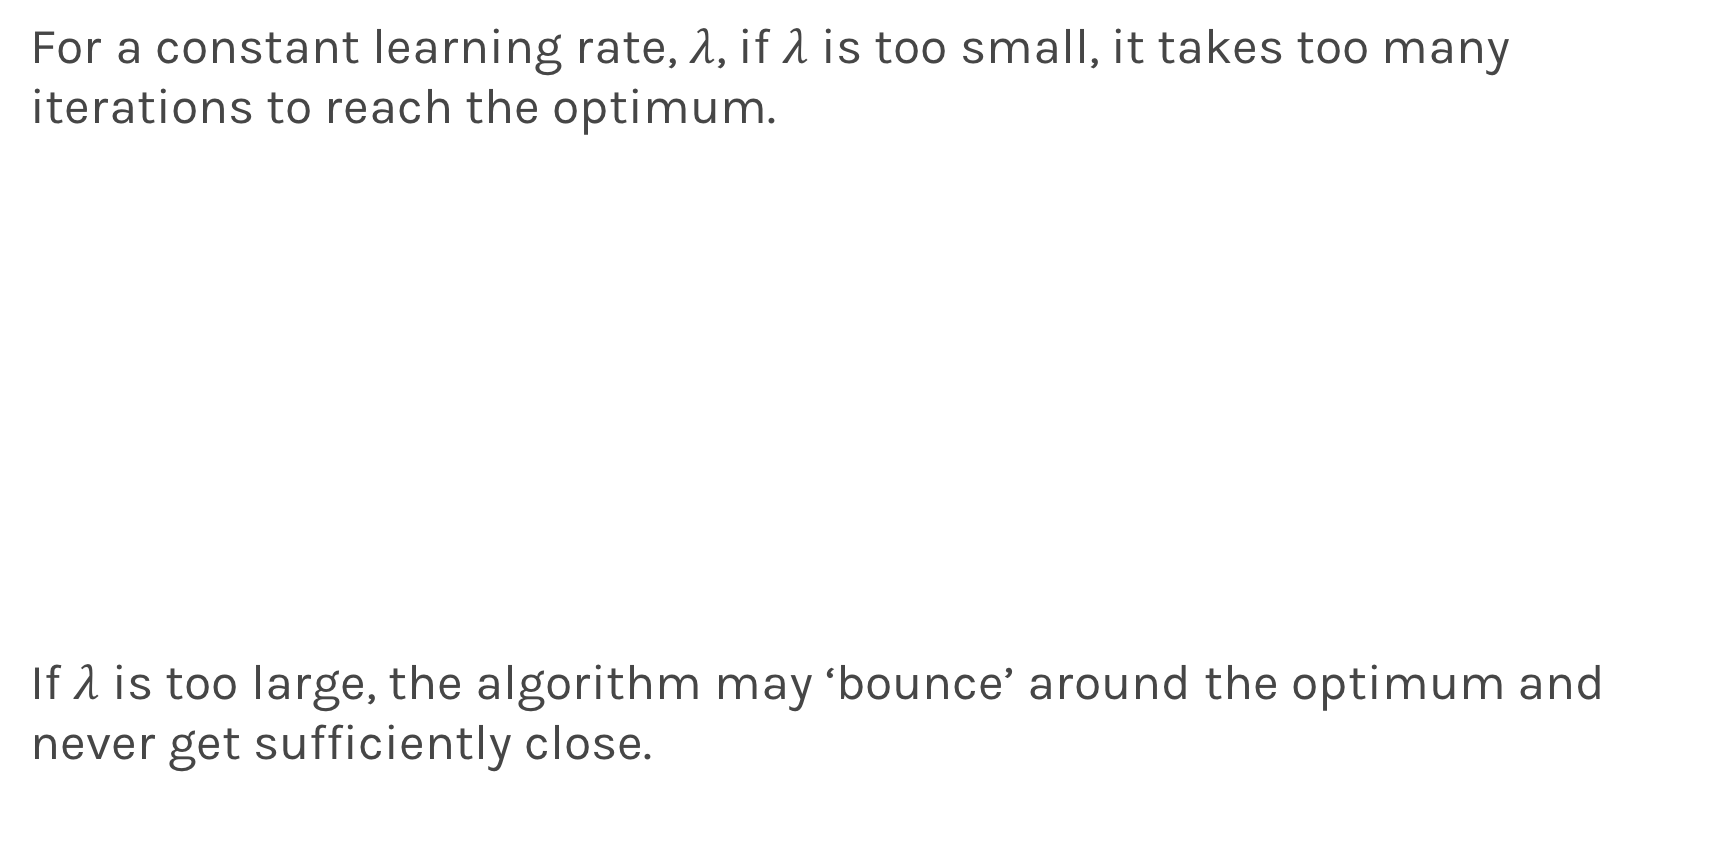 For a constant learning rate, λ, if λ is too small, it takes too many
iterations to reach the optimum.
If λ is too large, the algorithm may ‘bounce’ around the optimum and
never get sufficiently close.